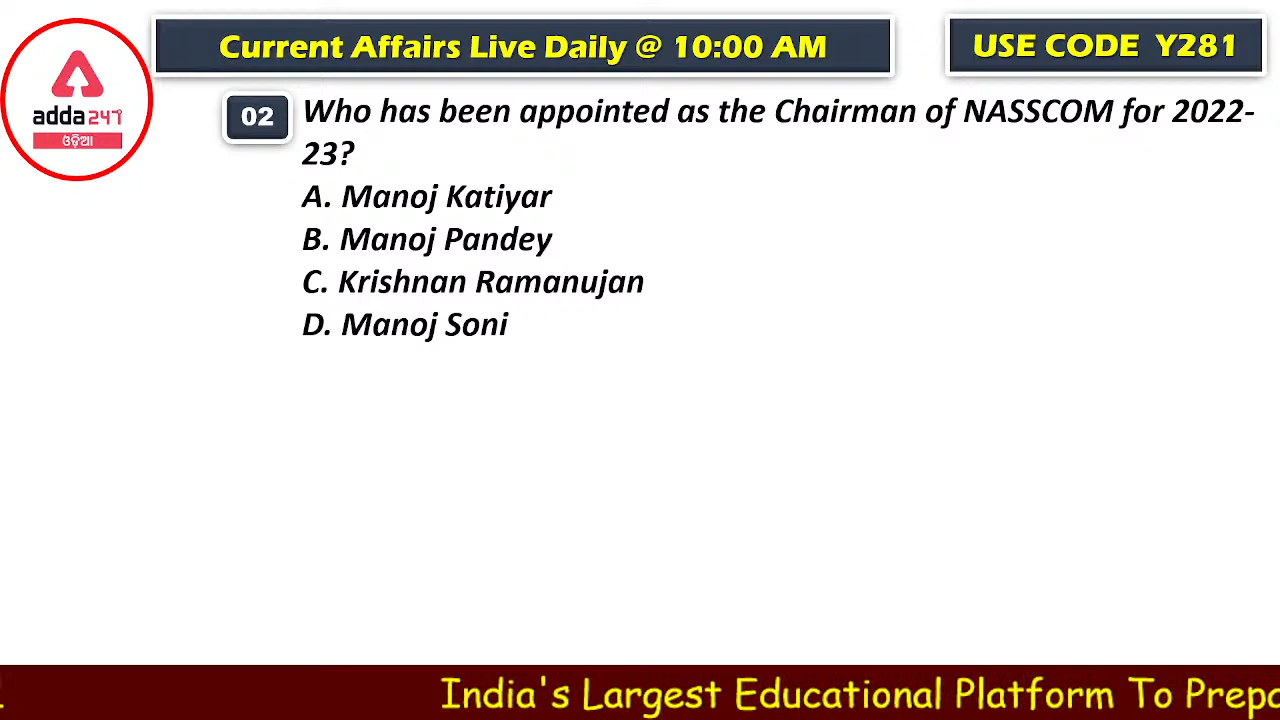 Current Affairs Live Daily @ 10:00 AM
USE CODE Y281
adda247
ଓଡ଼ିଆ
02
Who has been appointed as the Chairman of NASSCOM for 2022-
23?
A. Manoj Katiyar
B. Manoj Pandey
C. Krishnan Ramanujan
D. Manoj Soni
India's Largest Educational Platform To Prepa